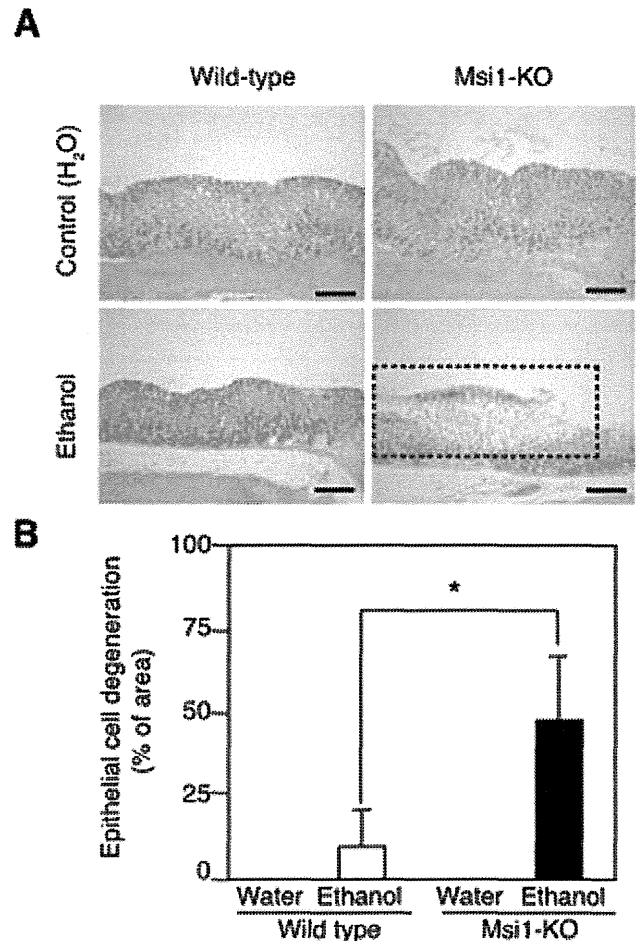 A
Wild-type Msi1-KO
Control (H₂O)
Ethanol
B
Epithelial cell degeneration
(% of area)
100
75
50
25
0
*
Water Ethanol Water Ethanol
Wild type Msi1-KO